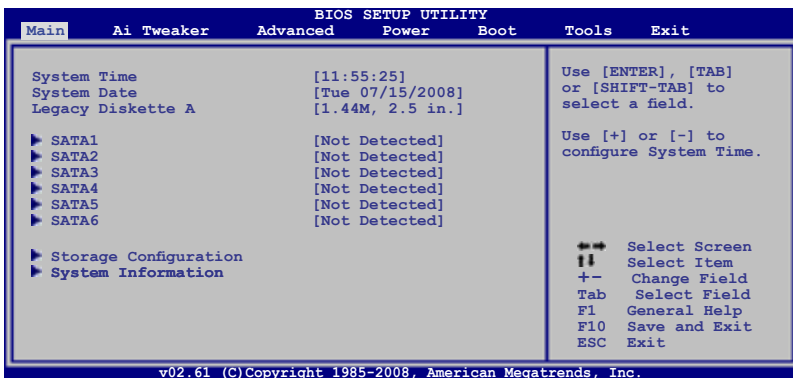 BIOS SETUP UTILITY
Main Ai Tweaker Advanced Power Boot Tools Exit
System Time [11:55:25]
System Date [Tue 07/15/2008]
Legacy Diskette A [1.44M, 2.5 in.]
SATA1 [Not Detected]
SATA2 [Not Detected]
SATA3 [Not Detected]
SATA4 [Not Detected]
SATA5 [Not Detected]
SATA6 [Not Detected]
Storage Configuration
System Information
Use [ENTER], [TAB]
or [SHIFT-TAB] to
select a field.
Use [+] or [-] to
configure System Time.
←→ Select Screen
↑↓ Select Item
+- Change Field
Tab Select Field
F1 General Help
F10 Save and Exit
ESC Exit
v02.61 (C)Copyright 1985-2008, American Megatrends, Inc.